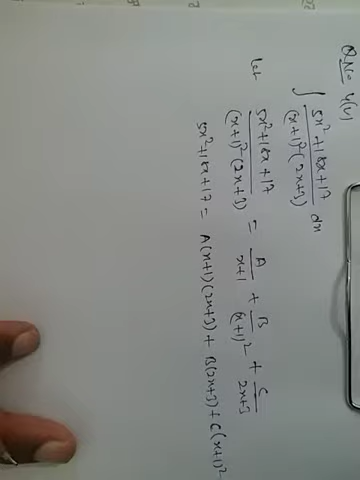 Q.No 4(v)
∫ 5x²+18x+17 / (x+1)²(2x+3) dx
Let 5x²+18x+17 / (x+1)²(2x+3) = A / x+1 + B / (x+1)² + C / 2x+3
5x²+18x+17 = A(x+1)(2x+3) + B(2x+3) + C(x+1)²